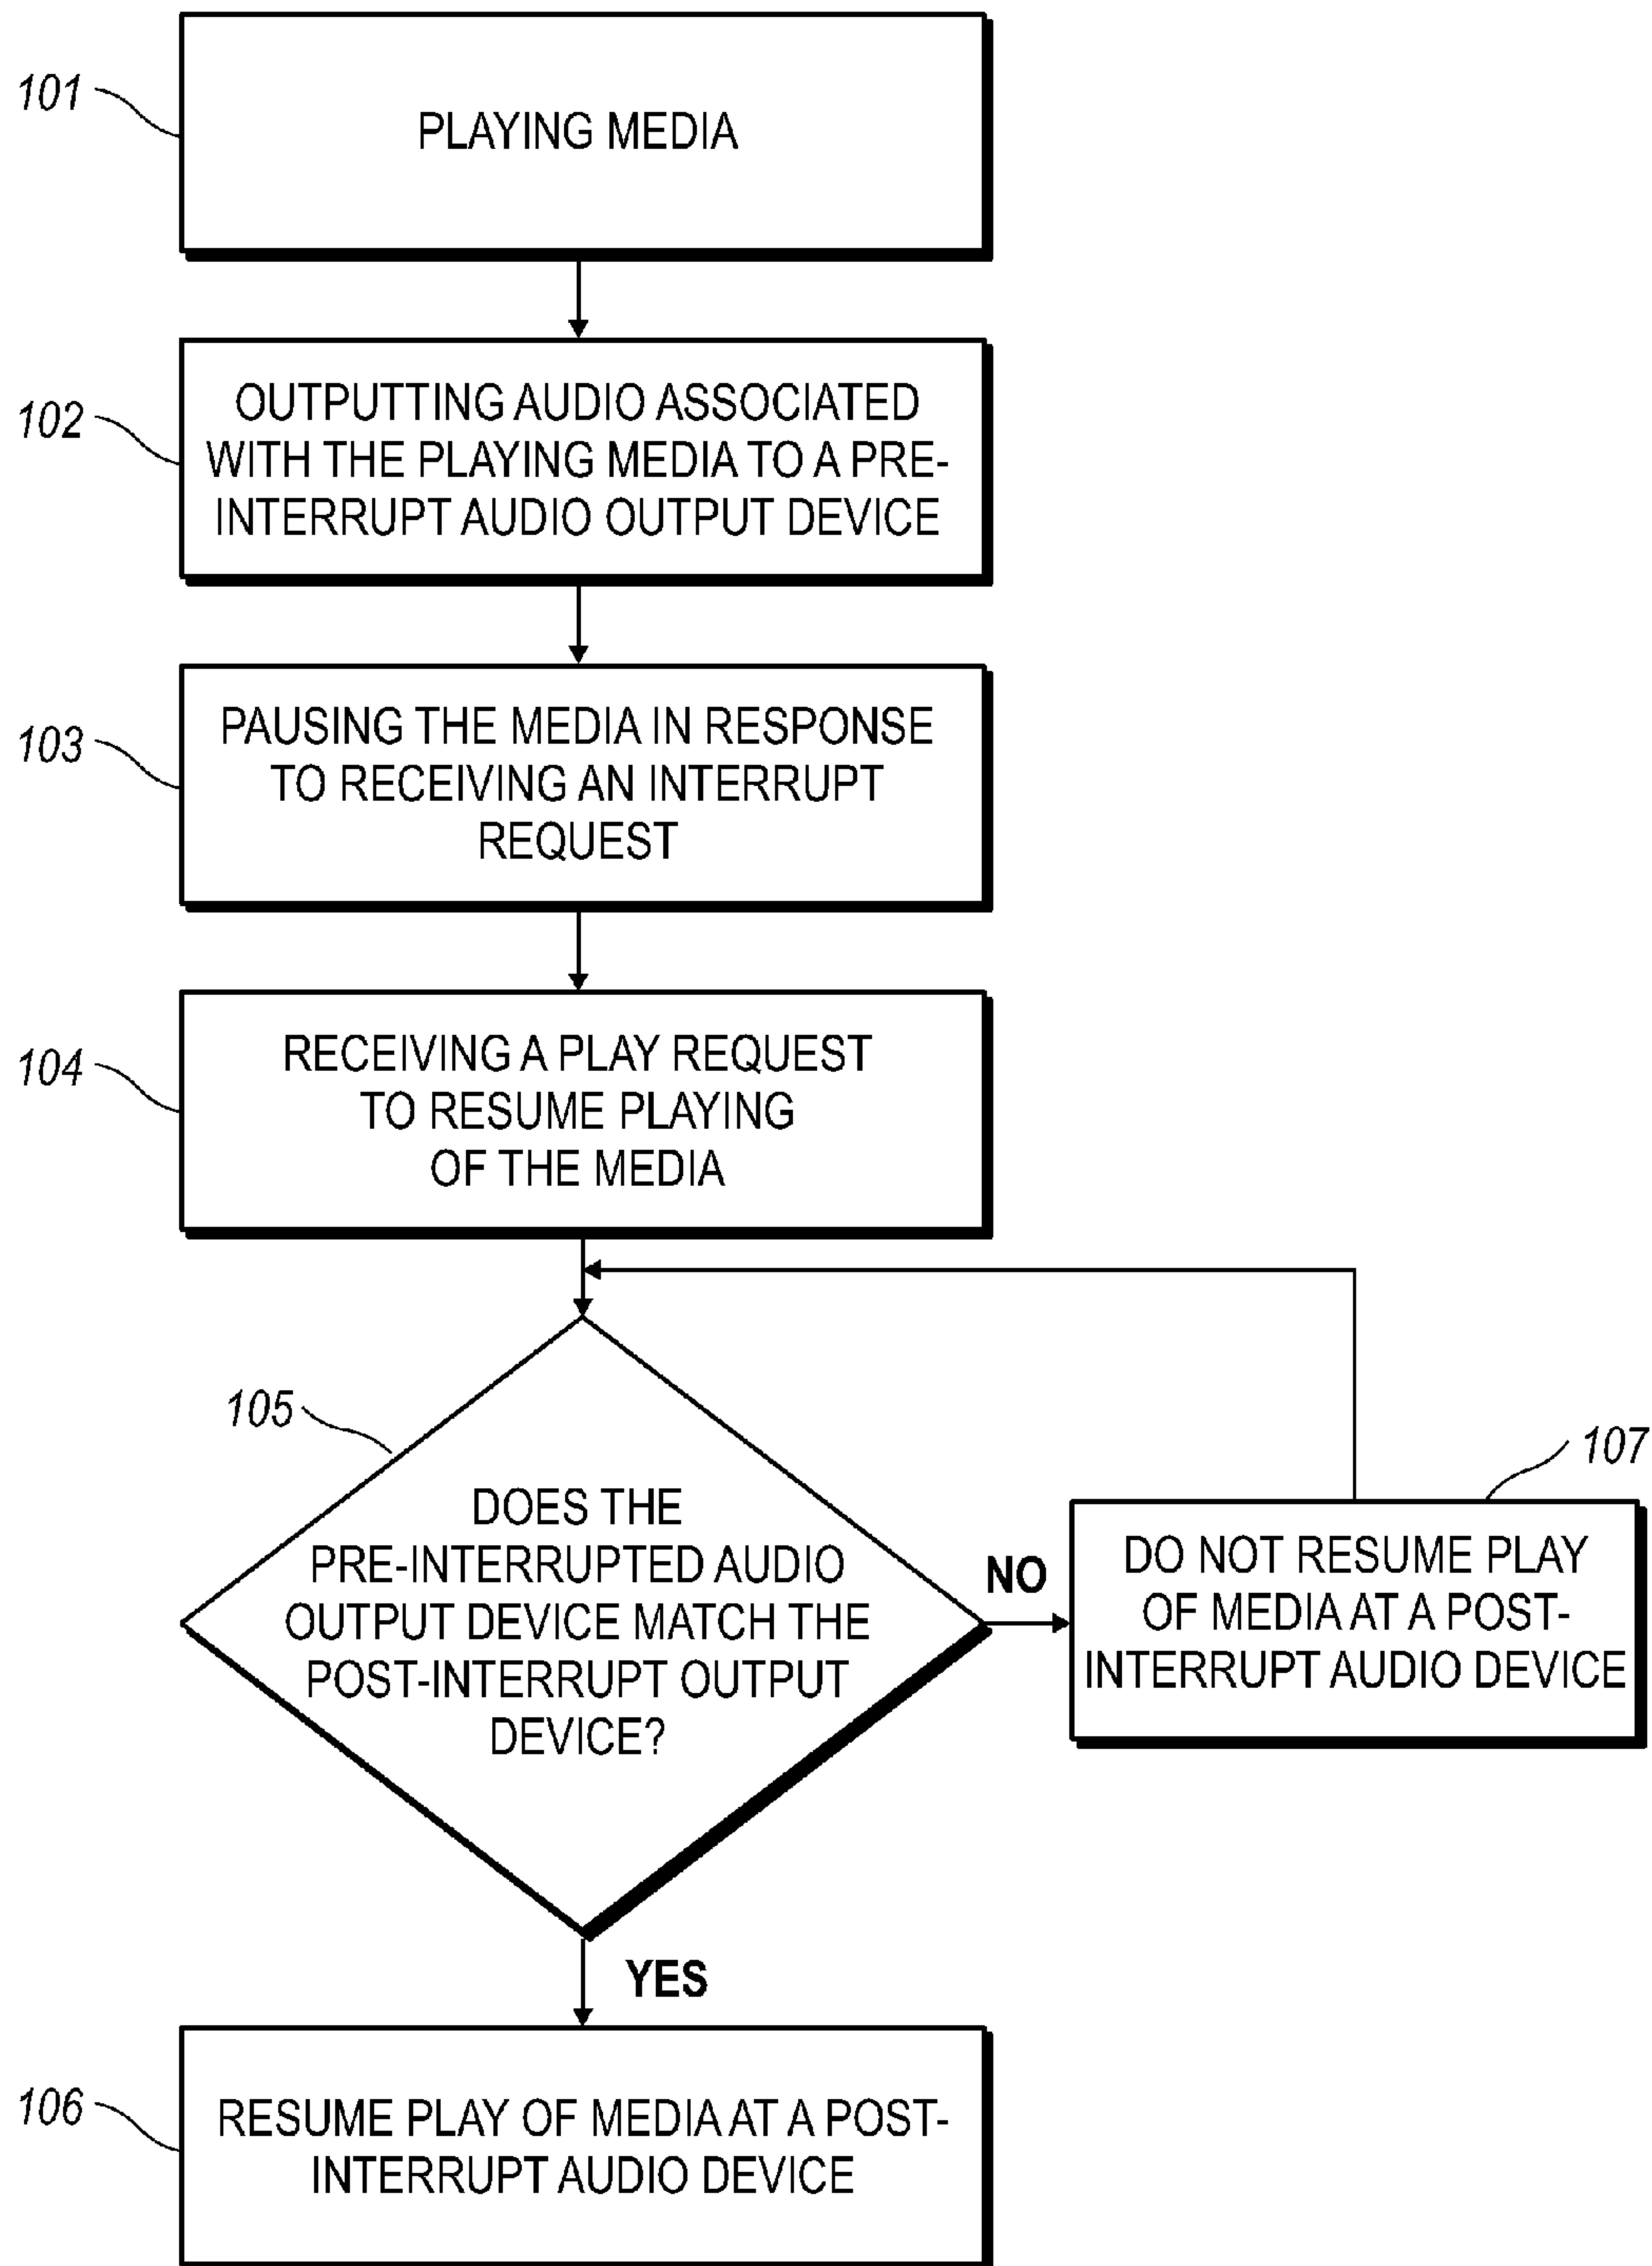 101
PLAYING MEDIA
102
OUTPUTTING AUDIO ASSOCIATED
WITH THE PLAYING MEDIA TO A PRE-
INTERRUPT AUDIO OUTPUT DEVICE
103
PAUSING THE MEDIA IN RESPONSE
TO RECEIVING AN INTERRUPT
REQUEST
104
RECEIVING A PLAY REQUEST
TO RESUME PLAYING
OF THE MEDIA
105
DOES THE
PRE-INTERRUPTED AUDIO
OUTPUT DEVICE MATCH THE
POST-INTERRUPT OUTPUT
DEVICE?
NO
107
DO NOT RESUME PLAY
OF MEDIA AT A POST-
INTERRUPT AUDIO DEVICE
YES
106
RESUME PLAY OF MEDIA AT A POST-
INTERRUPT AUDIO DEVICE